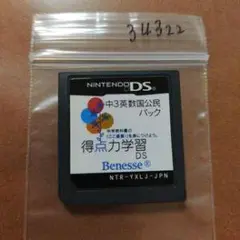 34322
NINTENDO DS
中3英数国公民
パック
得点力学習
DS
Benesse®
NTR-YXLJ-JPN